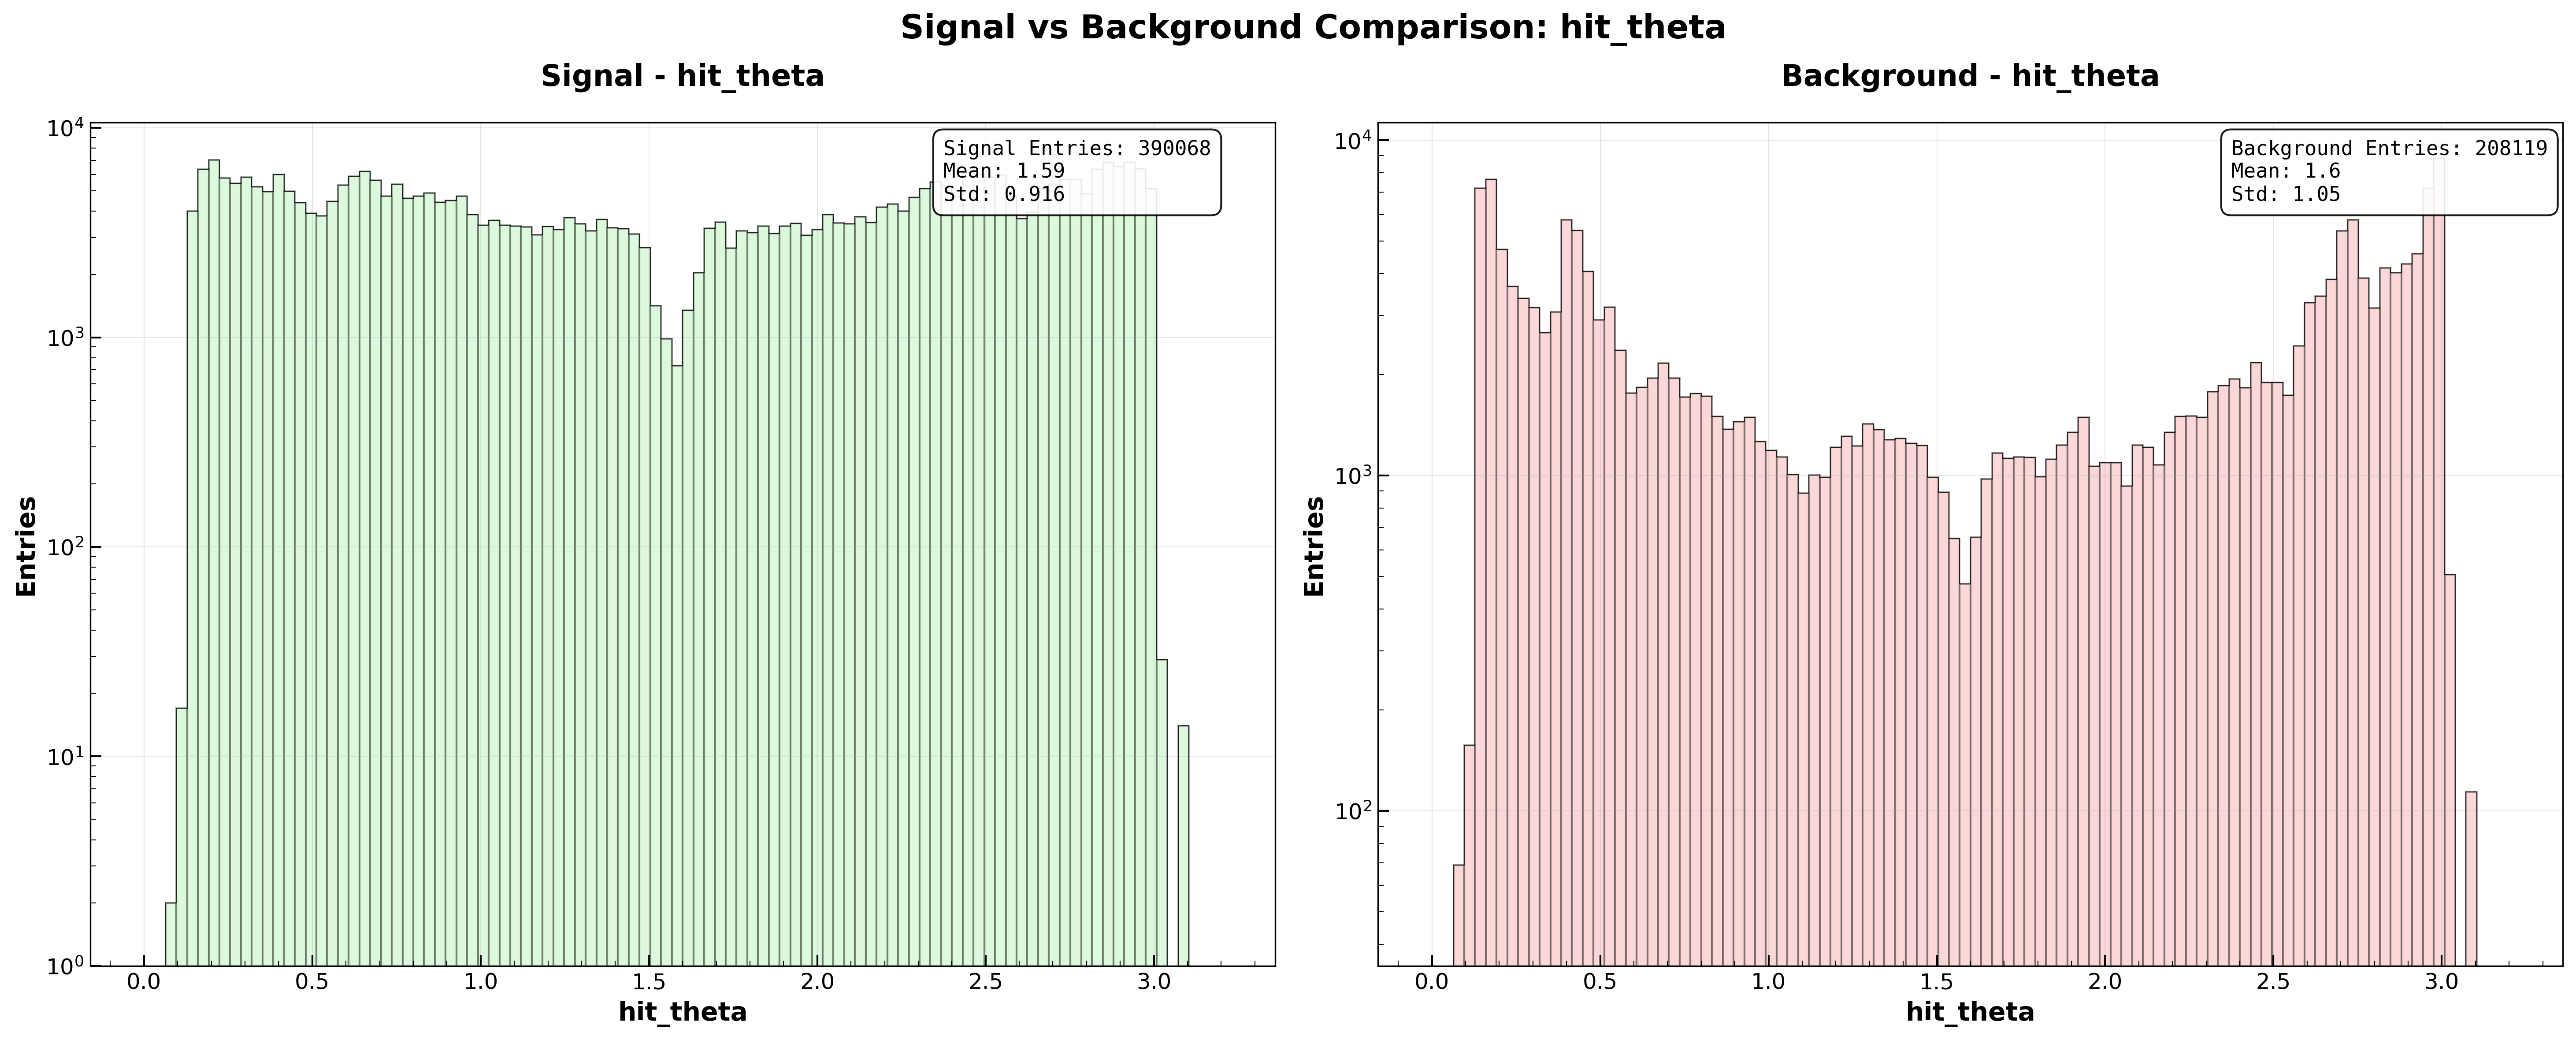 Signal vs Background Comparison: hit_theta
Signal - hit_theta
Signal Entries: 390068
Mean: 1.59
Std: 0.916
Entries
10^4
10^3
10^2
10^1
10^0
0.0 0.5 1.0 1.5 2.0 2.5 3.0
hit_theta
Background - hit_theta
Background Entries: 208119
Mean: 1.6
Std: 1.05
Entries
10^4
10^3
10^2
0.0 0.5 1.0 1.5 2.0 2.5 3.0
hit_theta